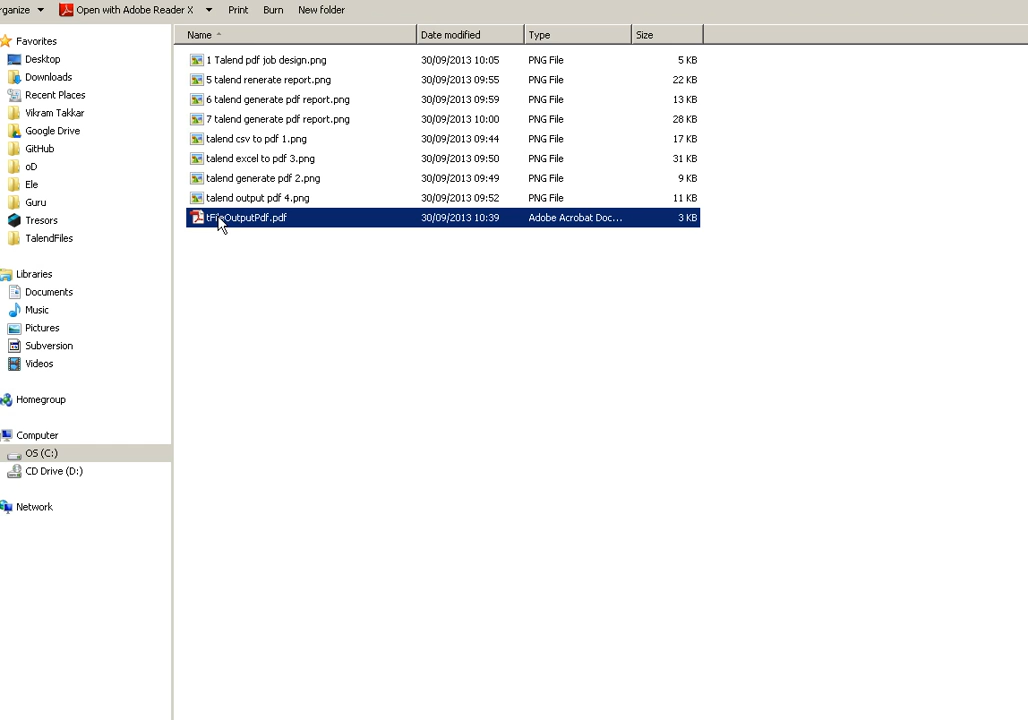 rganize
Open with Adobe Reader X
Print
Burn
New folder
Name
Date modified
Type
Size
Favorites
Desktop
Downloads
Recent Places
Vikram Takkar
Google Drive
GitHub
oD
Ele
Guru
Tresors
TalendFiles
Libraries
Documents
Music
Pictures
Subversion
Videos
Homegroup
Computer
OS (C:)
CD Drive (D:)
Network
1 Talend pdf job design.png 30/09/2013 10:05 PNG File 5 KB
5 talend renerate report.png 30/09/2013 09:55 PNG File 22 KB
6 talend generate pdf report.png 30/09/2013 09:59 PNG File 13 KB
7 talend generate pdf report.png 30/09/2013 10:00 PNG File 28 KB
talend csv to pdf 1.png 30/09/2013 09:44 PNG File 17 KB
talend excel to pdf 3.png 30/09/2013 09:50 PNG File 31 KB
talend generate pdf 2.png 30/09/2013 09:49 PNG File 9 KB
talend output pdf 4.png 30/09/2013 09:52 PNG File 11 KB
tFileOutputPdf.pdf 30/09/2013 10:39 Adobe Acrobat Doc... 3 KB